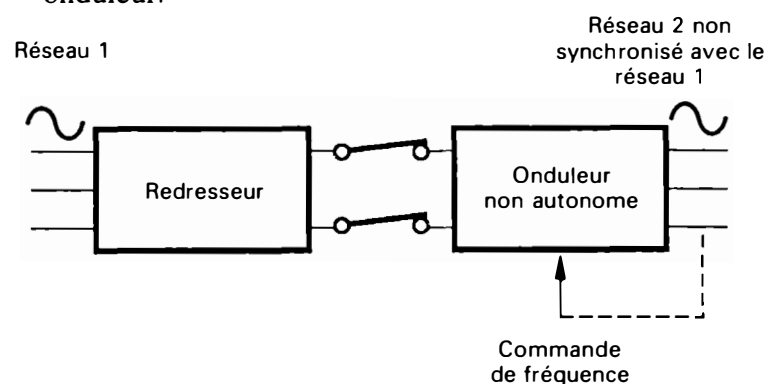 onduleur.
Réseau 1
Réseau 2 non
synchronisé avec le
réseau 1
Redresseur
Onduleur
non autonome
Commande
de fréquence